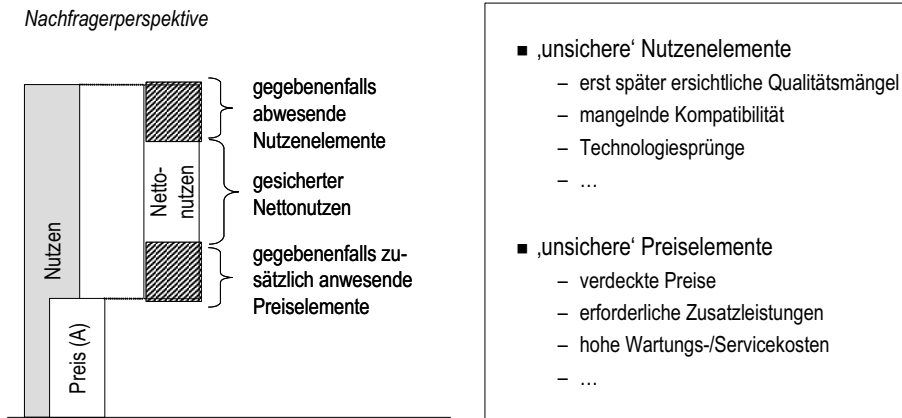 Nachfragerperspektive
Nutzen
Preis (A)
Netto-
nutzen
gegebenenfalls
abwesende
Nutzenelemente
gesicherter
Nettonutzen
gegebenenfalls zu-
sätzlich anwesende
Preiselemente
■ ‚unsichere‘ Nutzenelemente
– erst später ersichtliche Qualitätsmängel
– mangelnde Kompatibilität
– Technologiesprünge
– …
■ ‚unsichere‘ Preiselemente
– verdeckte Preise
– erforderliche Zusatzleistungen
– hohe Wartungs-/Servicekosten
– …